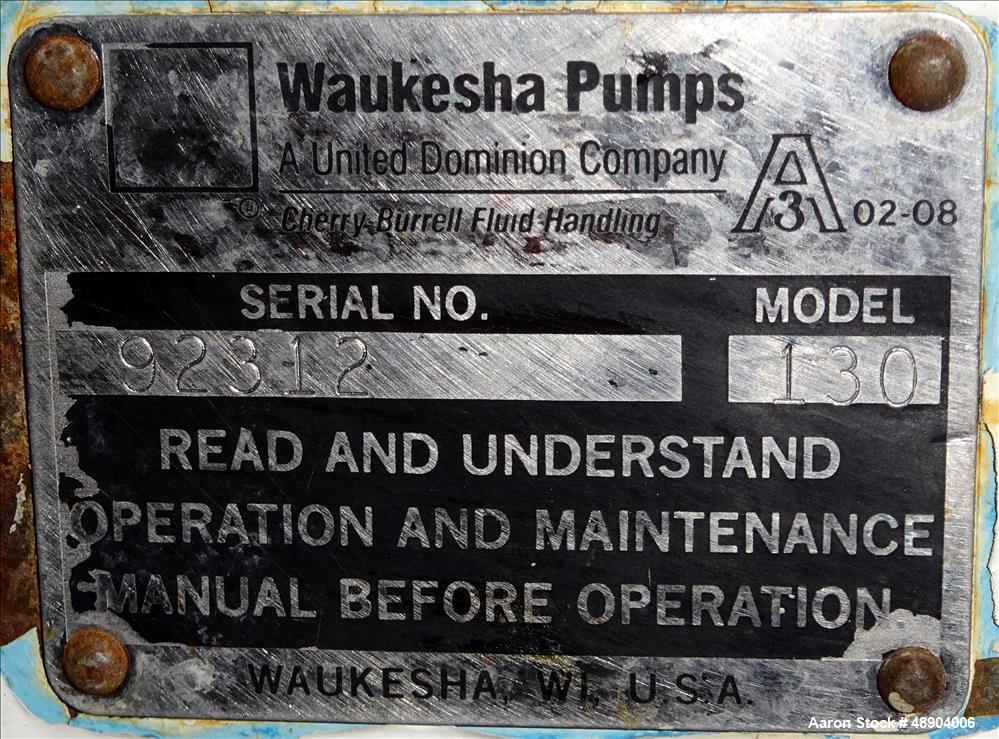 Waukesha Pumps
A United Dominion Company
® Cherry-Burrell Fluid Handling
A
3
02-08
SERIAL NO. MODEL
92312 130
READ AND UNDERSTAND
OPERATION AND MAINTENANCE
MANUAL BEFORE OPERATION
WAUKESHA, WI, U.S.A.
Aaron Stock # 48904006